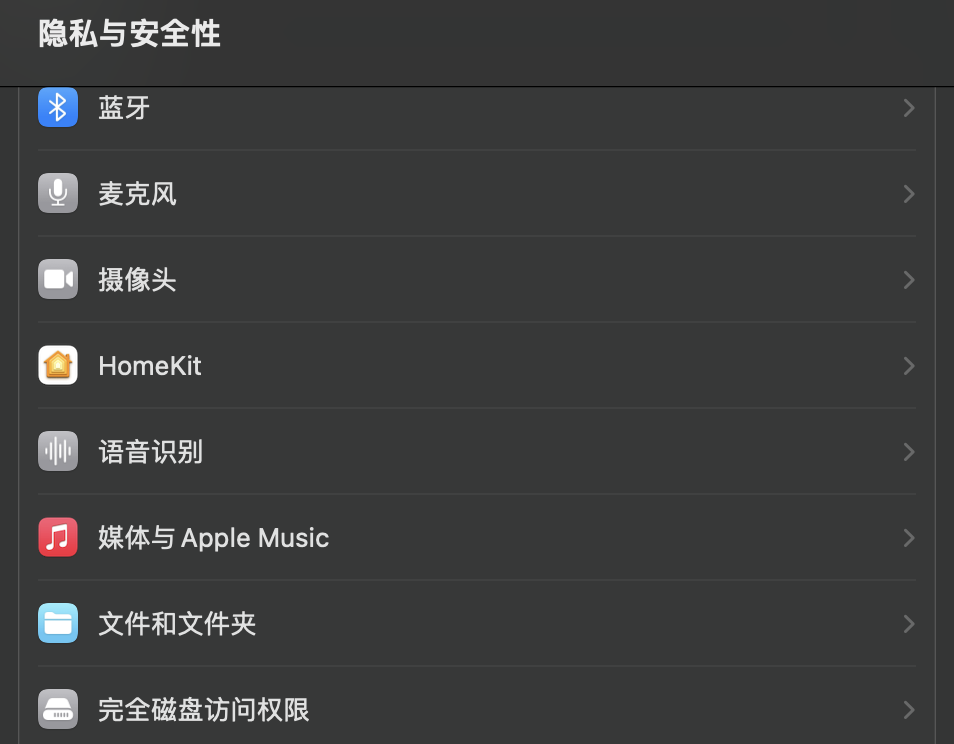 隐私与安全性
蓝牙
麦克风
摄像头
HomeKit
语音识别
媒体与 Apple Music
文件和文件夹
完全磁盘访问权限